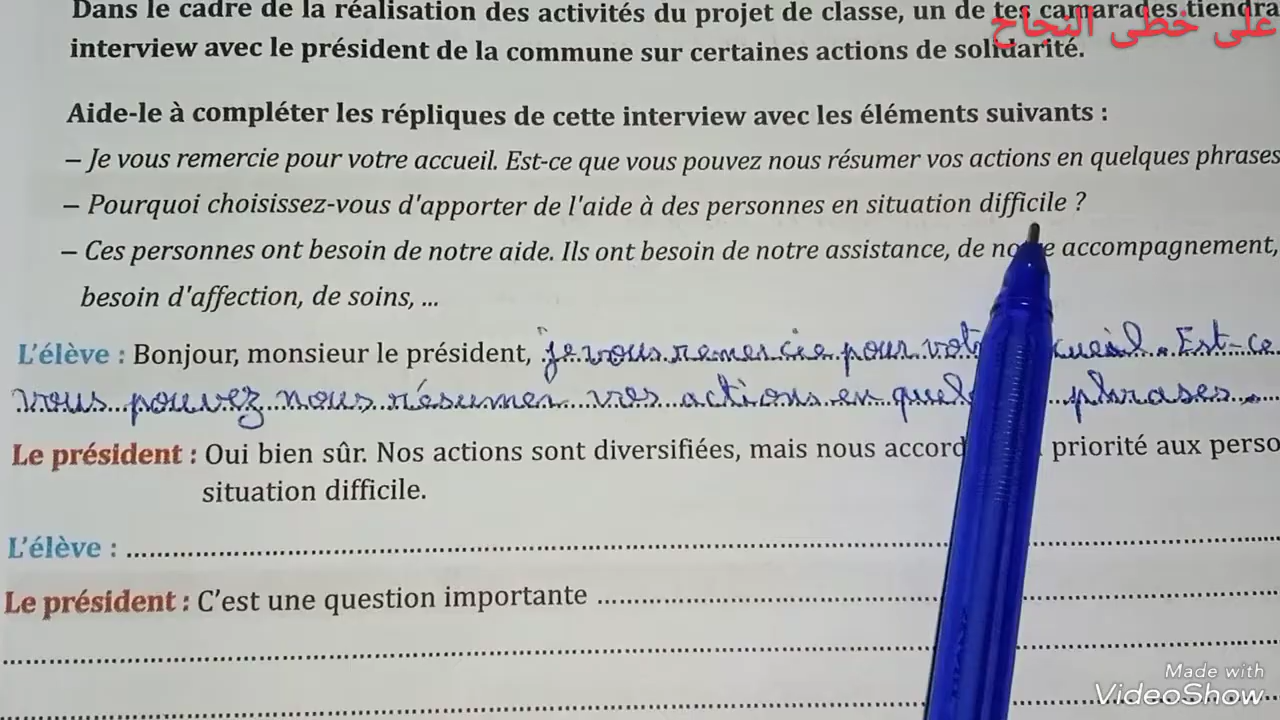 Dans le cadre de la réalisation des activités du projet de classe, un de tes camarades tiendra
على خطى النجاح
interview avec le président de la commune sur certaines actions de solidarité.
Aide-le à compléter les répliques de cette interview avec les éléments suivants :
– Je vous remercie pour votre accueil. Est-ce que vous pouvez nous résumer vos actions en quelques phrases
– Pourquoi choisissez-vous d'apporter de l'aide à des personnes en situation difficile ?
– Ces personnes ont besoin de notre aide. Ils ont besoin de notre assistance, de notre accompagnement,
besoin d'affection, de soins, ...
L'élève : Bonjour, monsieur le président, je vous remercie pour vot cueil. Est-ce
vous pouvez nous résumer vos actions en quel phrases.
Le président : Oui bien sûr. Nos actions sont diversifiées, mais nous accord priorité aux perso
situation difficile.
L'élève : ...
Le président : C'est une question importante ...
Made with
VideoShow